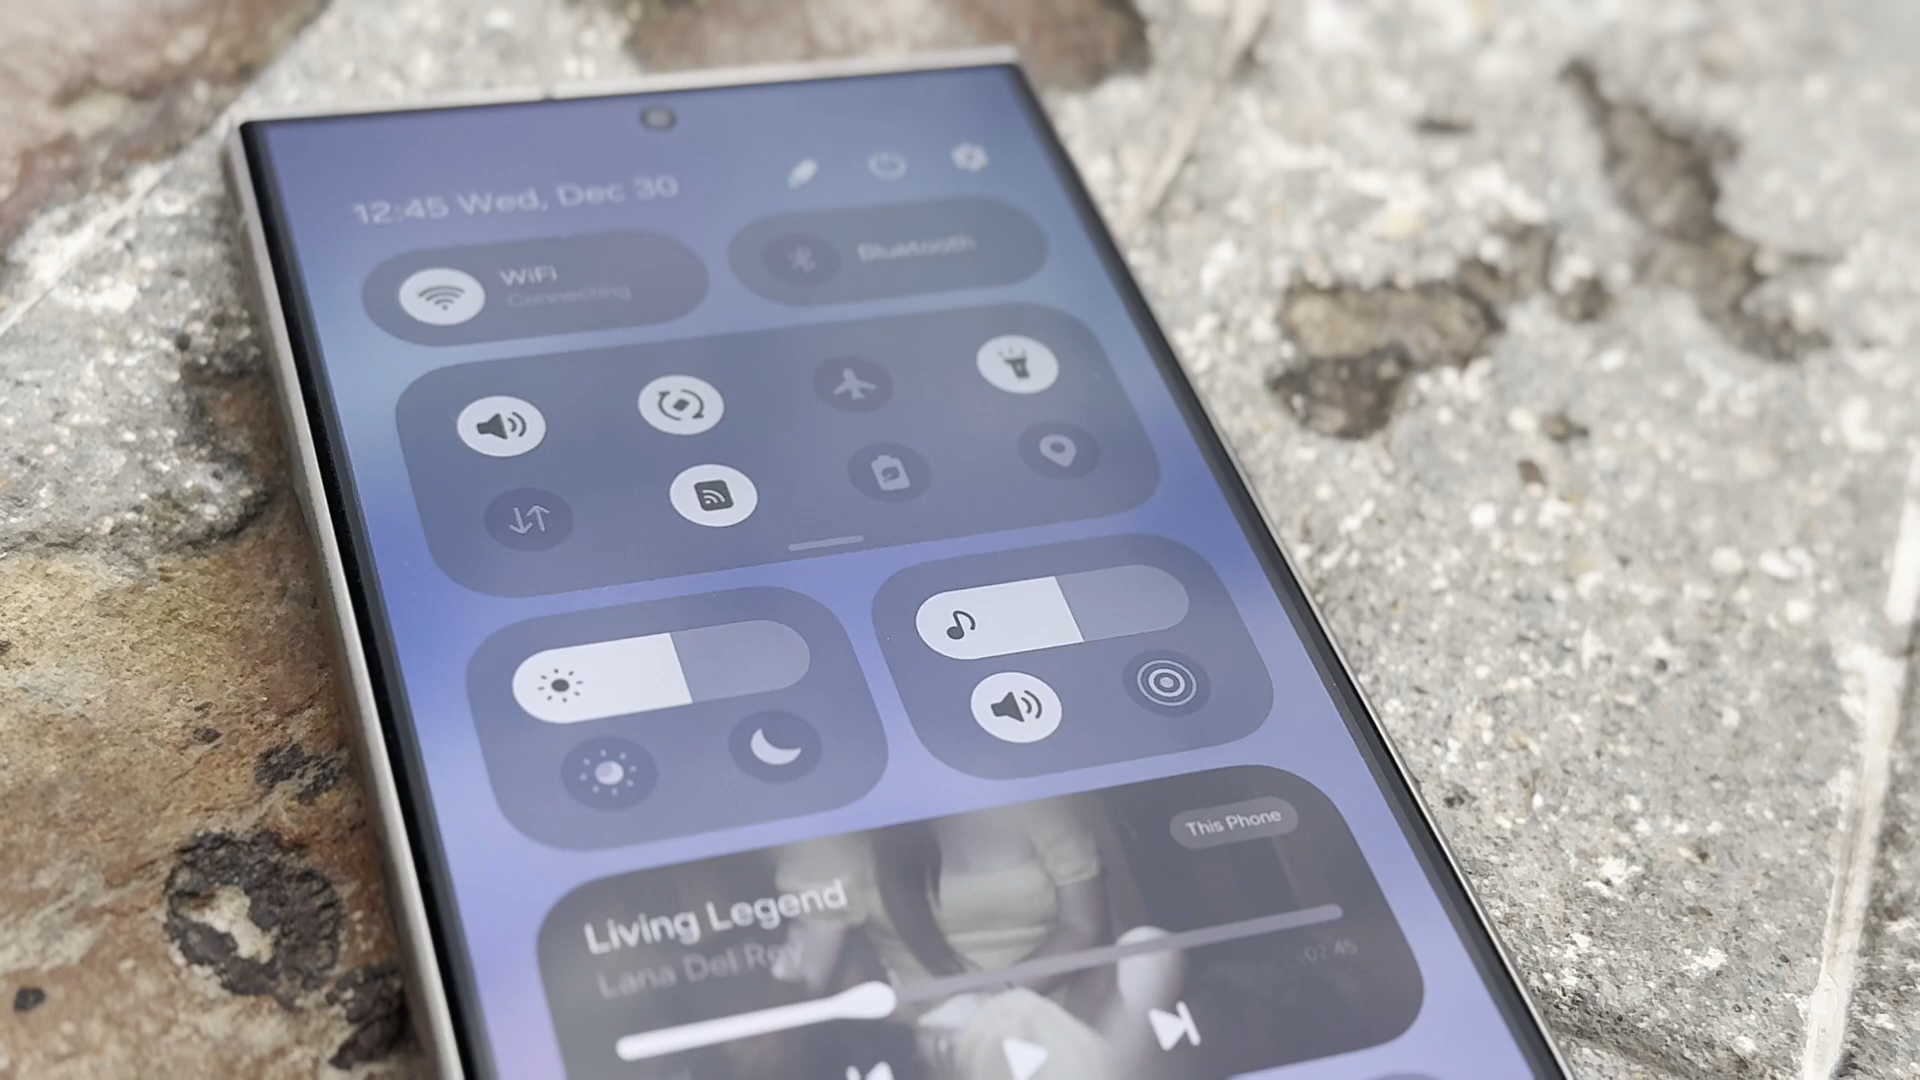 12:45 Wed, Dec 30
WiFi
Connecting
Bluetooth
This Phone
Living Legend
Lana Del Rey
02:45